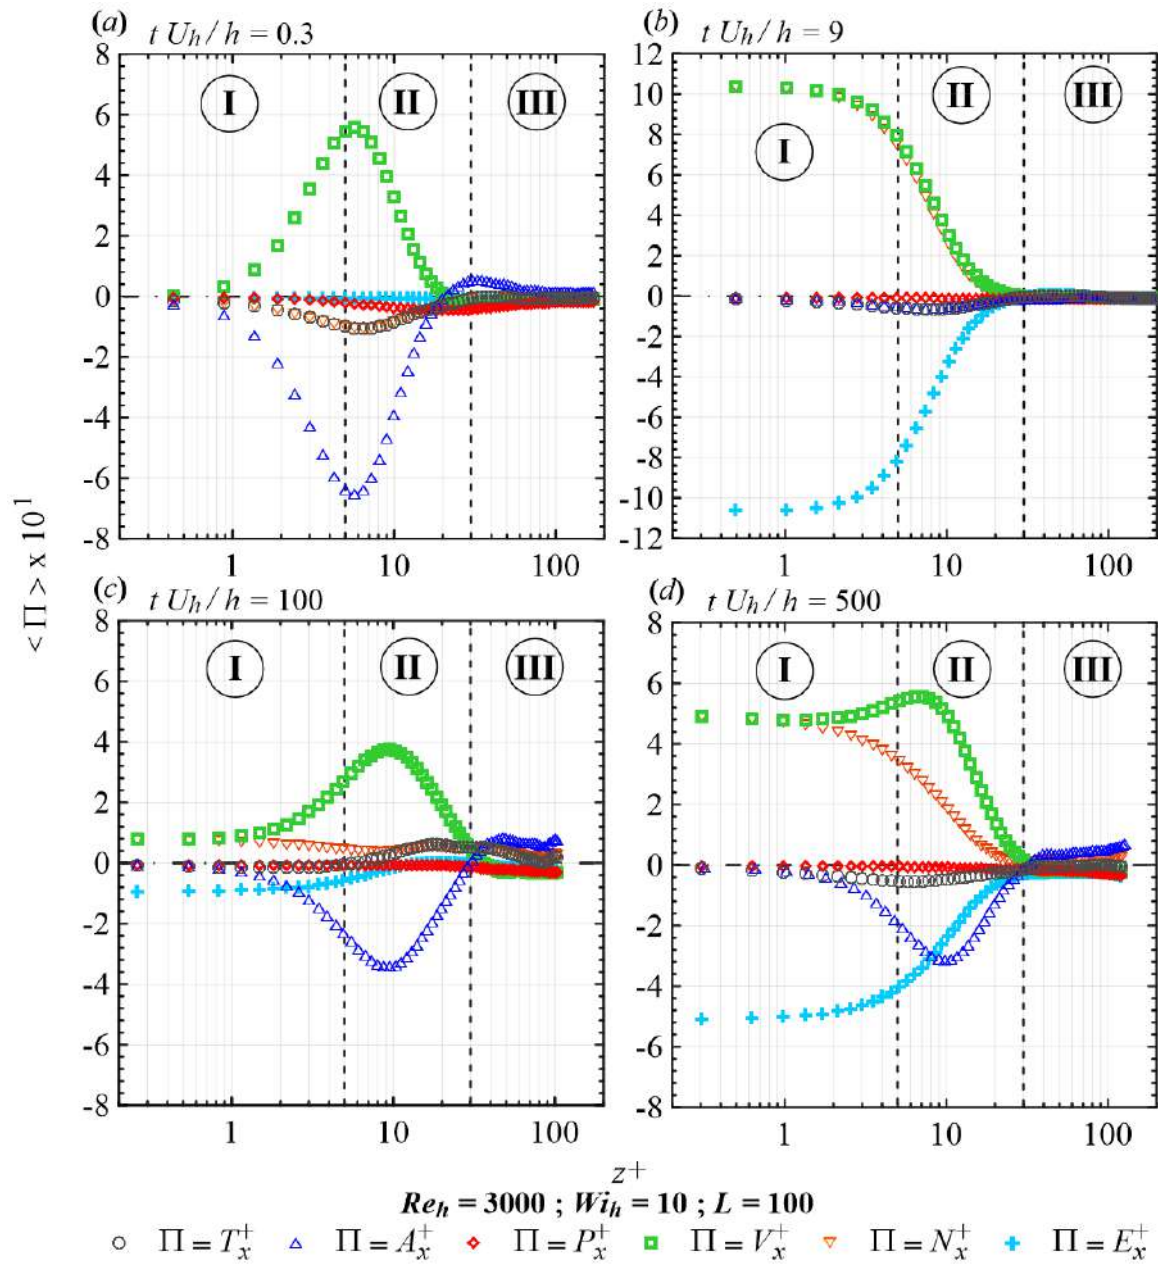 (a) t U_h / h = 0.3
(b) t U_h / h = 9
8
6
4
2
0
-2
-4
-6
-8
I
II
III
1
10
100
12
10
8
6
4
2
0
-2
-4
-6
-8
-10
-12
I
II
III
1
10
100
< Π > x 10^1
(c) t U_h / h = 100
(d) t U_h / h = 500
8
6
4
2
0
-2
-4
-6
-8
I
II
III
1
10
100
8
6
4
2
0
-2
-4
-6
-8
I
II
III
1
10
100
z^+
Re_h = 3000 ; Wi_h = 10 ; L = 100
Π = T_x^+ Π = A_x^+ Π = P_x^+ Π = V_x^+ Π = N_x^+ Π = E_x^+